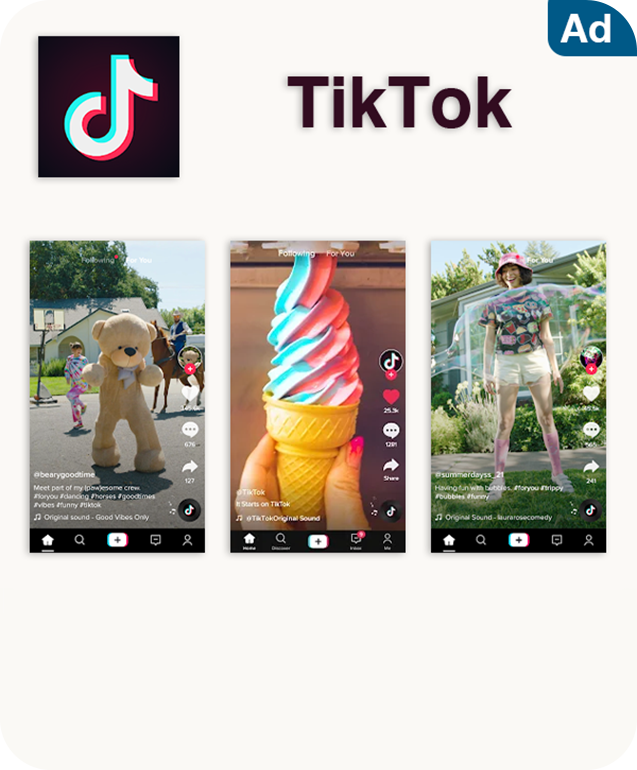 Ad
TikTok
Following For You
676
127
@bearygoodtime
Meet part of my (paw)esome crew.
#foryou #dancing #horses #goodtimes
#vibes #funny #tiktok
Original sound - Good Vibes Only
Following For You
25.3k
1281
Share
@TikTok
It Starts on TikTok
@TikTokOriginal Sound
Home
Discover
Inbox
Me
For You
241
@summerdayss_21
Having fun with bubbles. #foryou #trippy
#bubbles #funny
Original Sound - laurarosecomedy